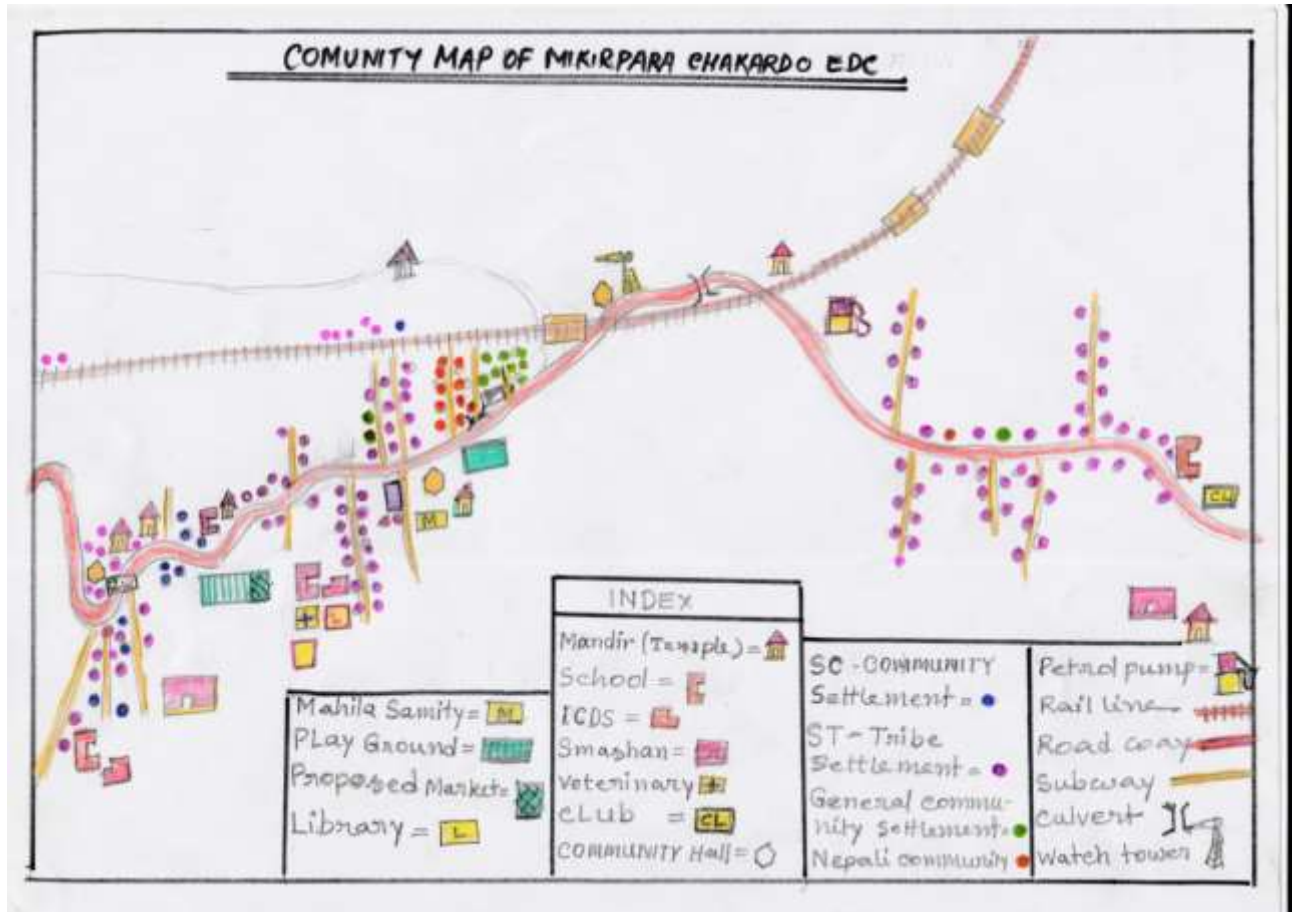 COMUNITY MAP OF MIKIRPARA CHAKARDO EDC
M
CL
+
L
INDEX
Mandir (Temple) =
School =
ICDS =
Smashan =
Veterinary +
CLUB = CL
COMMUNITY Hall =
Mahila Samity = M
PLay Ground =
Proposed Market =
Library = L
SC - COMMUNITY
Settlement =
ST - Tribe
Settlement =
General commu-
nity Settlement =
Nepali community
Petrol pump =
Rail line
Road way
Subway
Culvert
Watch tower